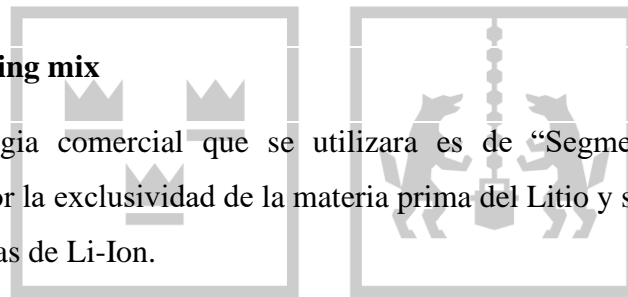 ing mix
gia comercial que se utilizara es de “Segme
or la exclusividad de la materia prima del Litio y s
as de Li-Ion.